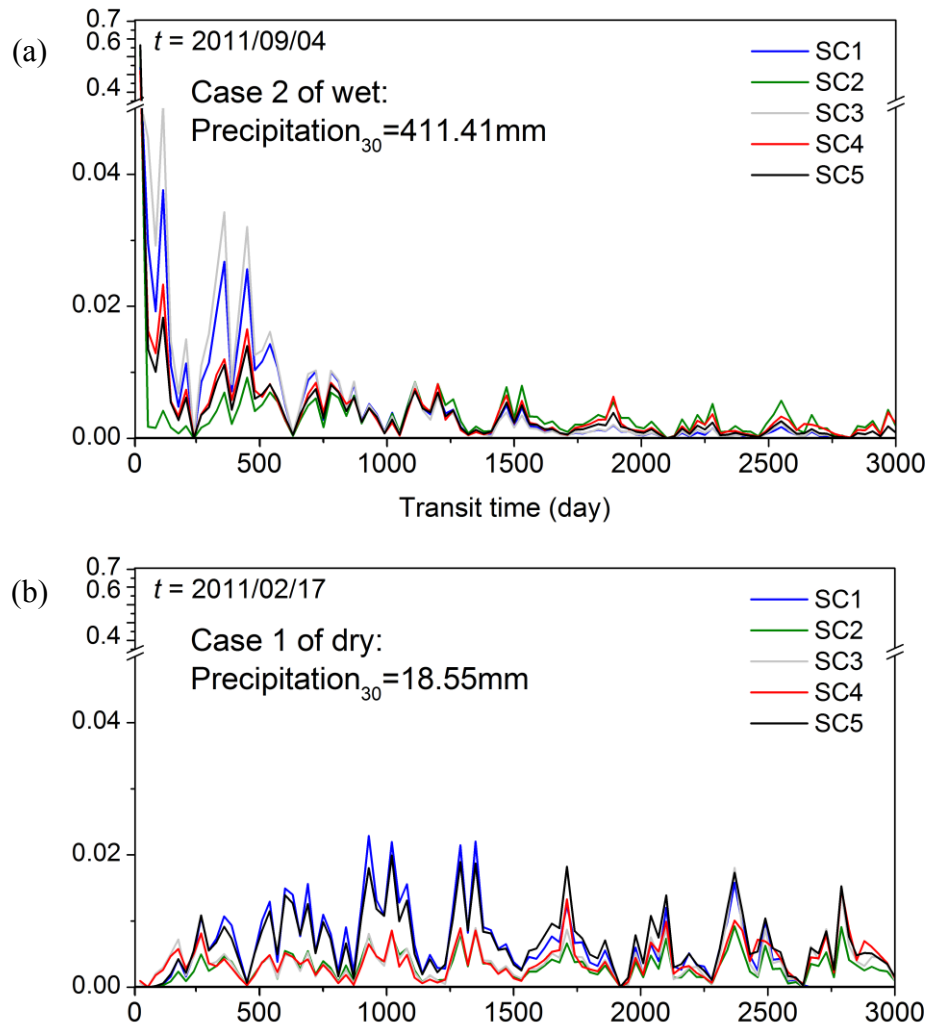 (a)
t = 2011/09/04
Case 2 of wet:
Precipitation30=411.41mm
SC1
SC2
SC3
SC4
SC5
0.7
0.6
0.4
0.04
0.02
0.00
0 500 1000 1500 2000 2500 3000
Transit time (day)
(b)
t = 2011/02/17
Case 1 of dry:
Precipitation30=18.55mm
SC1
SC2
SC3
SC4
SC5
0.7
0.6
0.4
0.04
0.02
0.00
0 500 1000 1500 2000 2500 3000